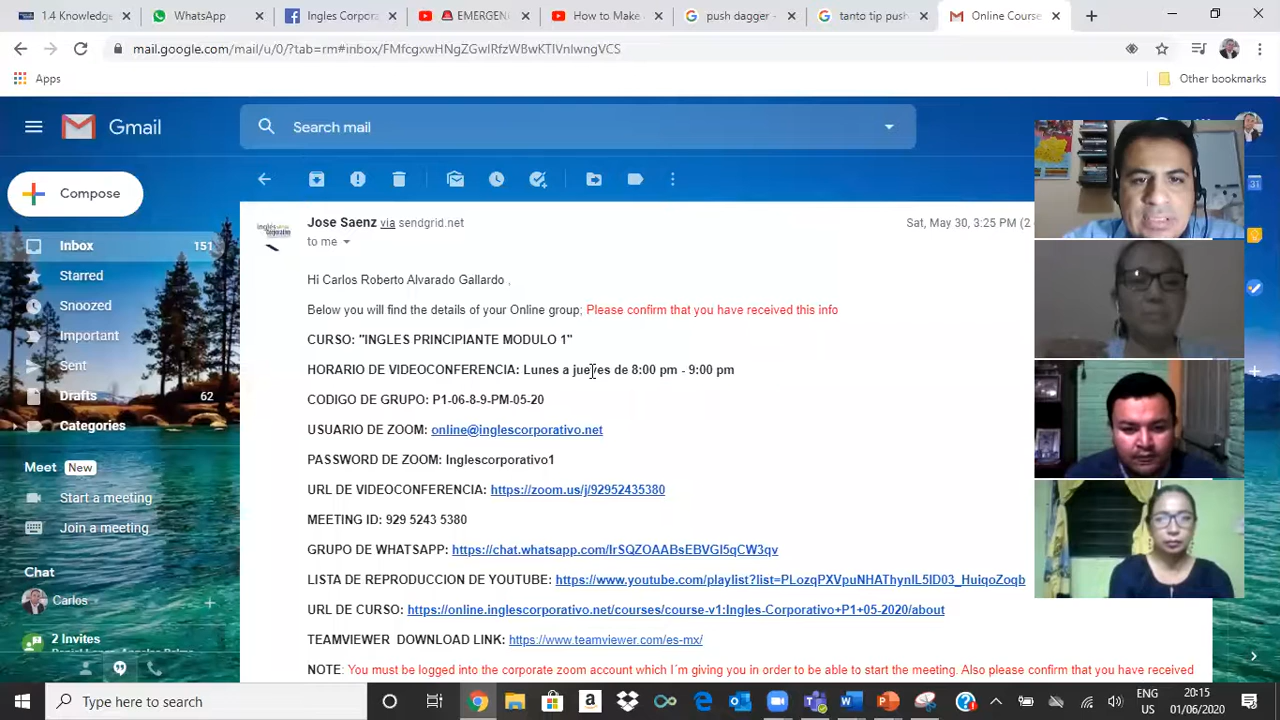 1.4 Knowledg
WhatsApp
Ingles Corpor
EMERGEN
How to Make
push dagger -
tanto tip push
Online Course
mail.google.com/mail/u/0/?tab=rm#inbox/FMfcgxwHNgZGwlRfzWBwKTlVnlwngVCS
Apps
Other bookmarks
Gmail
Search mail
Compose
Jose Saenz via sendgrid.net
Sat, May 30, 3:25 PM (2
to me
Inbox 151
Starred
Snoozed
Important
Sent
Drafts 62
Categories
Meet New
Start a meeting
Join a meeting
Chat
Carlos
2 Invites
Hi Carlos Roberto Alvarado Gallardo ,
Below you will find the details of your Online group; Please confirm that you have received this info
CURSO: "INGLES PRINCIPIANTE MODULO 1"
HORARIO DE VIDEOCONFERENCIA: Lunes a jueves de 8:00 pm - 9:00 pm
CODIGO DE GRUPO: P1-06-8-9-PM-05-20
USUARIO DE ZOOM: online@inglescorporativo.net
PASSWORD DE ZOOM: Inglescorporativo1
URL DE VIDEOCONFERENCIA: https://zoom.us/j/92952435380
MEETING ID: 929 5243 5380
GRUPO DE WHATSAPP: https://chat.whatsapp.com/IrSQZOAABsEBVGI5qCW3qv
LISTA DE REPRODUCCION DE YOUTUBE: https://www.youtube.com/playlist?list=PLozqPXVpuNHAThynlL5lD03_HuiqoZoqb
URL DE CURSO: https://online.inglescorporativo.net/courses/course-v1:Ingles-Corporativo+P1+05-2020/about
TEAMVIEWER DOWNLOAD LINK: https://www.teamviewer.com/es-mx/
NOTE: You must be logged into the corporate zoom account which I´m giving you in order to be able to start the meeting. Also please confirm that you have received
31
Type here to search
ENG
US
20:15
01/06/2020